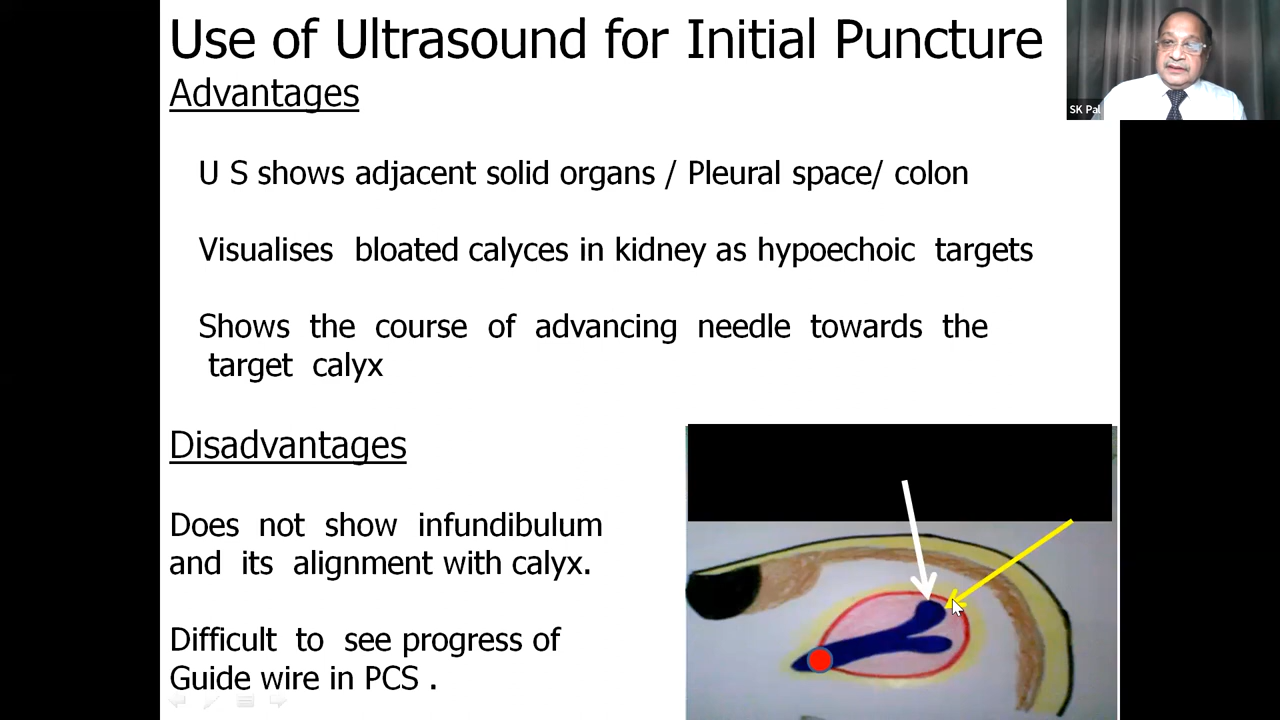 Use of Ultrasound for Initial Puncture
SK Pal
Advantages
U S shows adjacent solid organs / Pleural space/ colon
Visualises bloated calyces in kidney as hypoechoic targets
Shows the course of advancing needle towards the
target calyx
Disadvantages
Does not show infundibulum
and its alignment with calyx.
Difficult to see progress of
Guide wire in PCS .